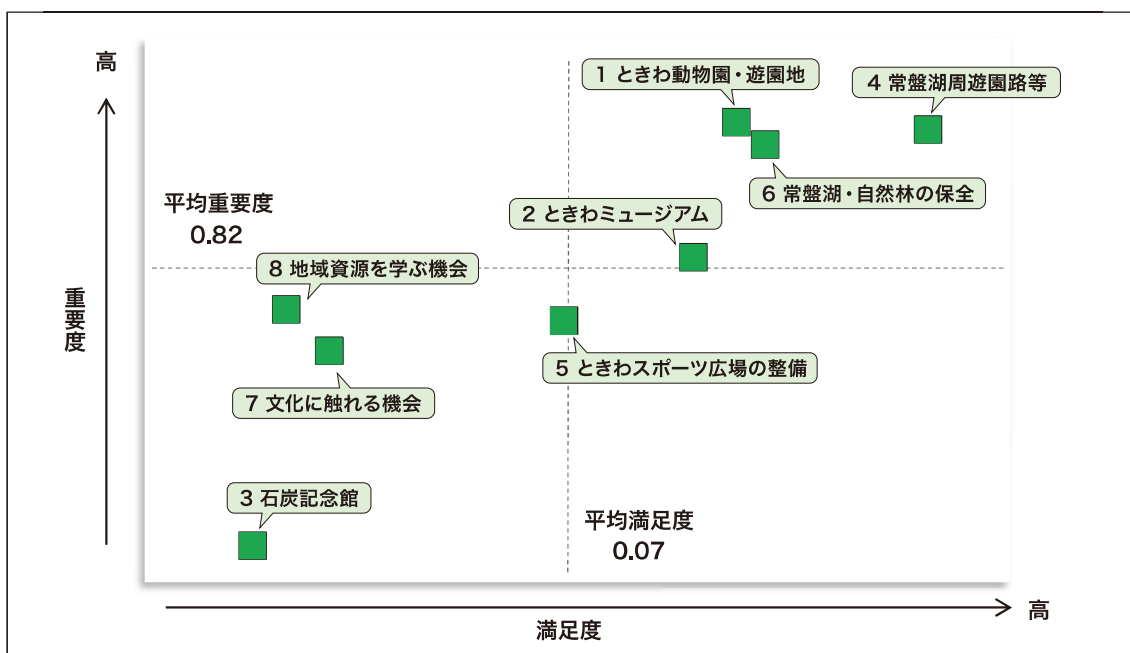 高
1 ときわ動物園・遊園地
4 常盤湖周遊園路等
6 常盤湖・自然林の保全
平均重要度
0.82
2 ときわミュージアム
8 地域資源を学ぶ機会
重要度
5 ときわスポーツ広場の整備
7 文化に触れる機会
3 石炭記念館
平均満足度
0.07
高
満足度